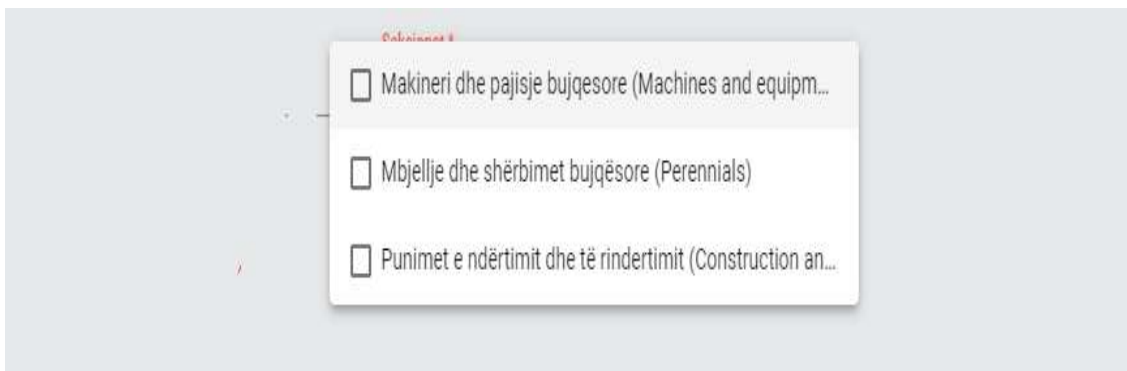 Makineri dhe pajisje bujqesore (Machines and equipm...
Mbjellje dhe shërbimet bujqësore (Perennials)
Punimet e ndërtimit dhe të rindertimit (Construction an...